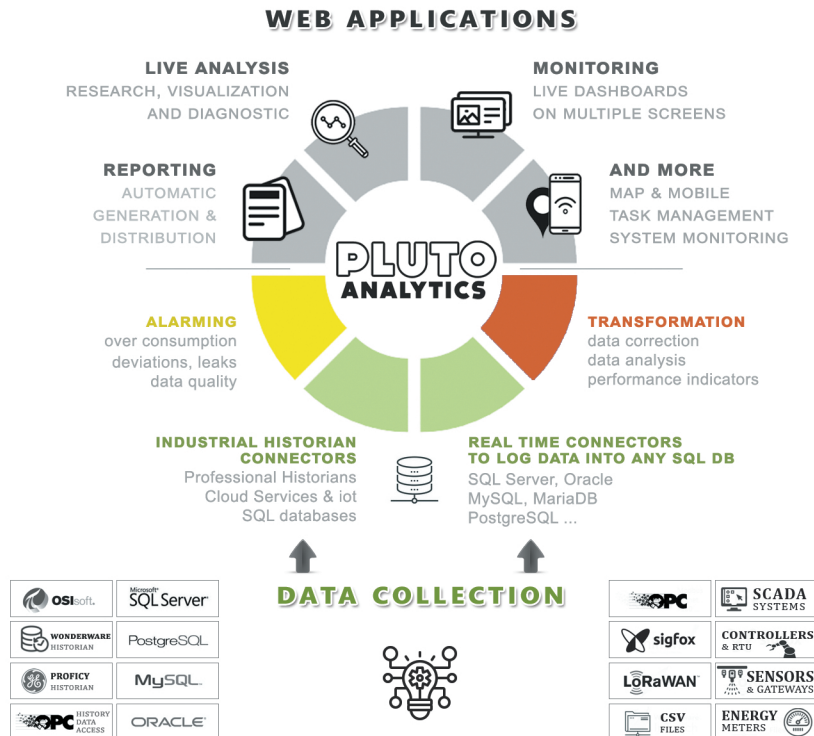 WEB APPLICATIONS
LIVE ANALYSIS
RESEARCH, VISUALIZATION
AND DIAGNOSTIC
MONITORING
LIVE DASHBOARDS
ON MULTIPLE SCREENS
REPORTING
AUTOMATIC
GENERATION &
DISTRIBUTION
AND MORE
MAP & MOBILE
TASK MANAGEMENT
SYSTEM MONITORING
PLUTO
ANALYTICS
ALARMING
over consumption
deviations, leaks
data quality
TRANSFORMATION
data correction
data analysis
performance indicators
INDUSTRIAL HISTORIAN
CONNECTORS
Professional Historians
Cloud Services & iot
SQL databases
REAL TIME CONNECTORS
TO LOG DATA INTO ANY SQL DB
SQL Server, Oracle
MySQL, MariaDB
PostgreSQL ...
DATA COLLECTION
OSIsoft.
Microsoft
SQL Server
WONDERWARE
HISTORIAN
PostgreSQL
PROFICY
HISTORIAN
MySQL
OPC
HISTORY
DATA
ACCESS
ORACLE
OPC
SCADA
SYSTEMS
sigfox
CONTROLLERS
& RTU
LoRaWAN
SENSORS
& GATEWAYS
CSV
FILES
ENERGY
METERS